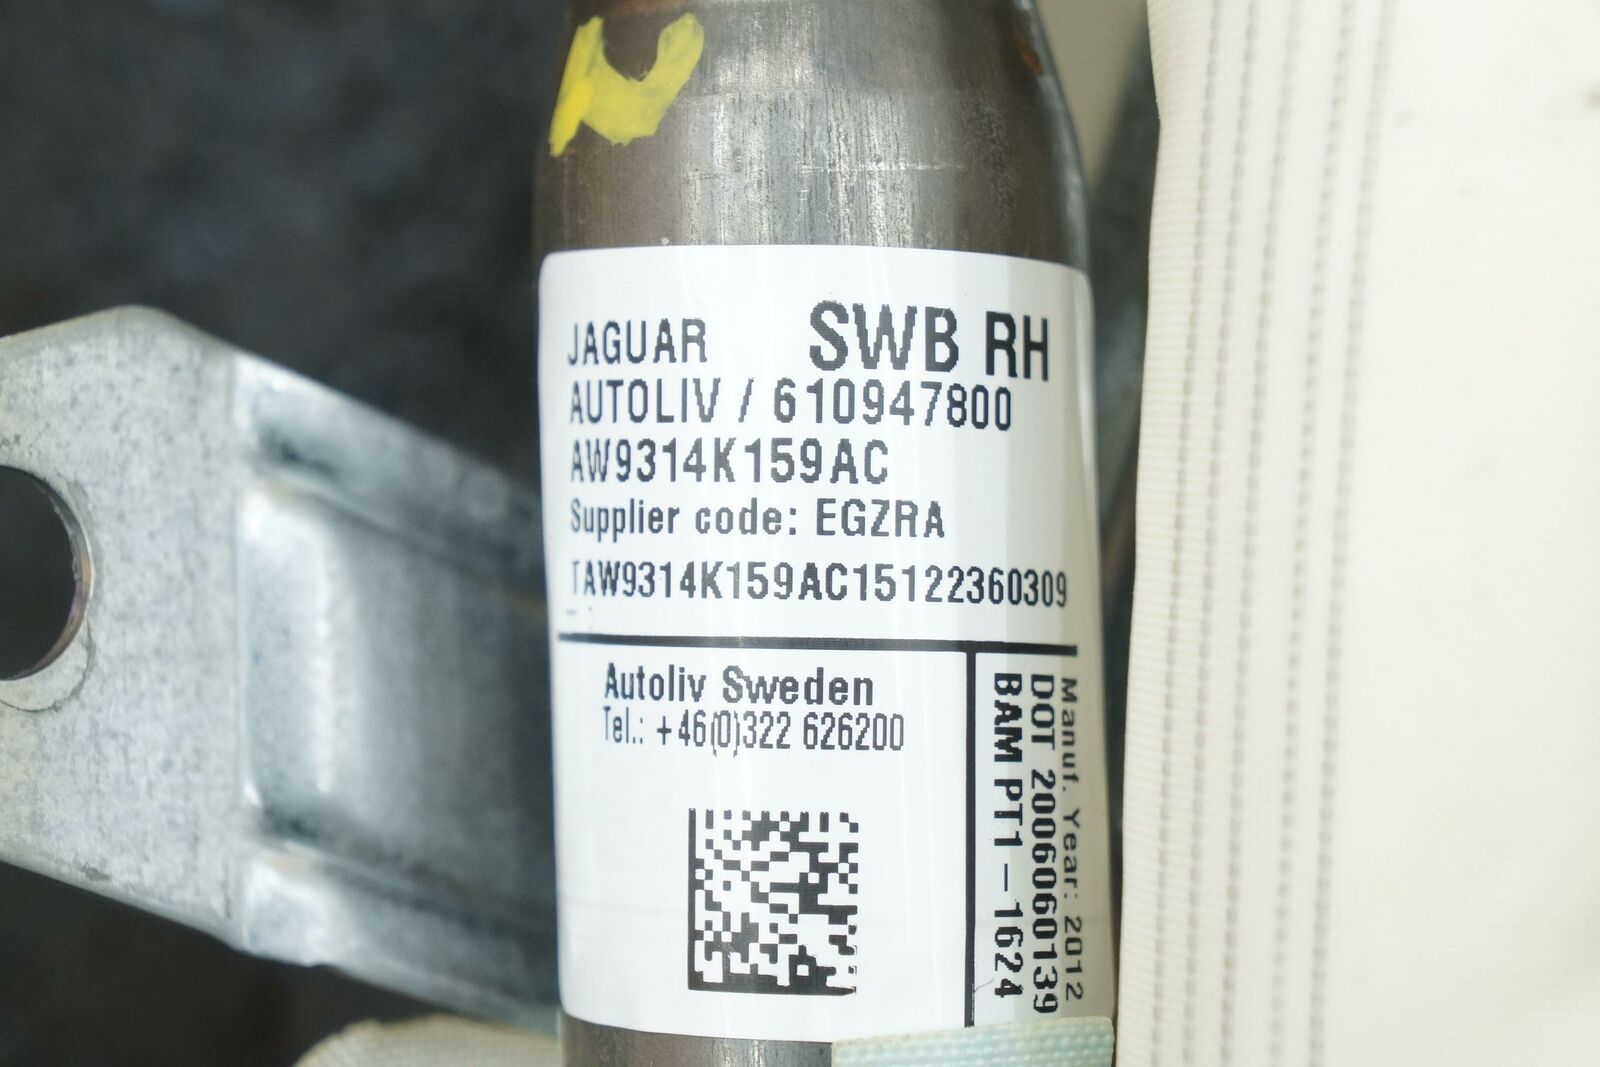 JAGUAR SWB RH
AUTOLIV / 610947800
AW9314K159AC
Supplier code: EGZRA
TAW9314K159AC15122360309
Autoliv Sweden
Tel.: +46(0)322 626200
Manuf. Year: 2012
DOT 2006060139
BAM PT1-1624